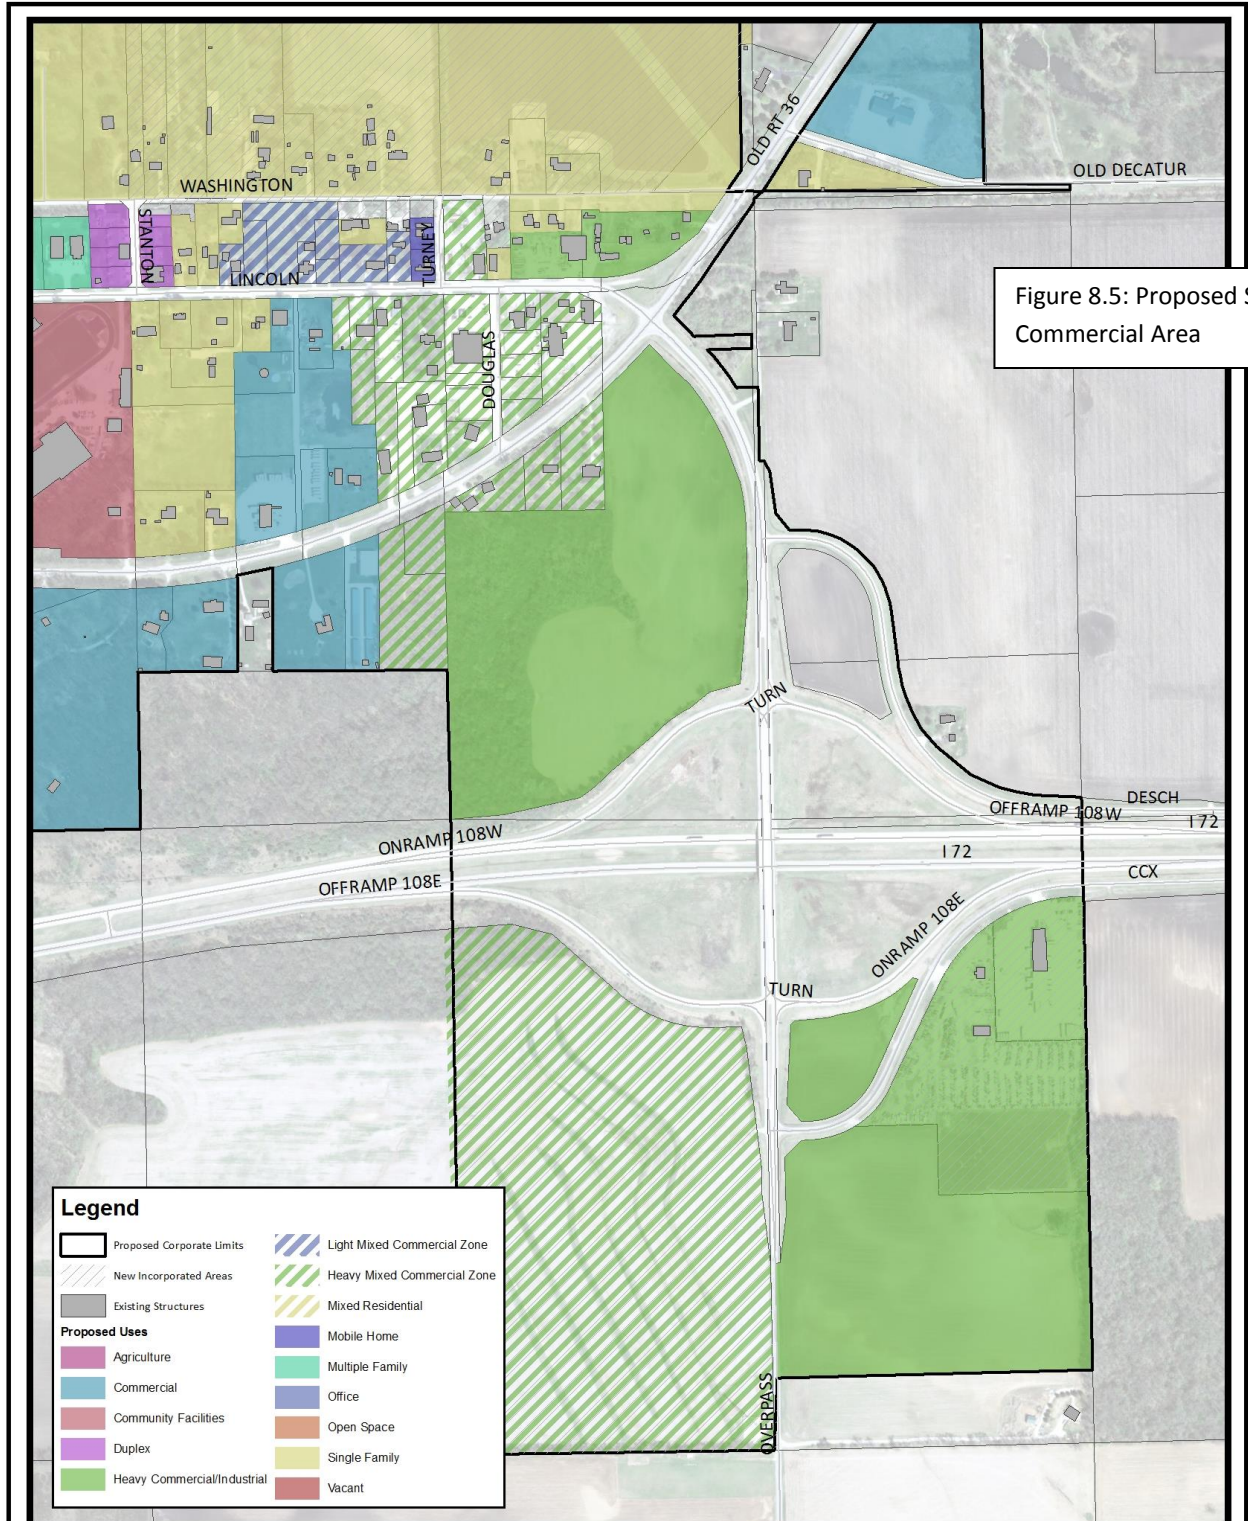 OLD RT 36
OLD DECATUR
WASHINGTON
STANTON
TURNEY
LINCOLN
DOUGLAS
Figure 8.5: Proposed S
Commercial Area
TURN
DESCH
OFFRAMP 108W
I 72
ONRAMP 108W
I 72
CCX
OFFRAMP 108E
ONRAMP 108E
TURN
OVERPASS
Legend
Proposed Corporate Limits
New Incorporated Areas
Existing Structures
Proposed Uses
Agriculture
Commercial
Community Facilities
Duplex
Heavy Commercial/Industrial
Light Mixed Commercial Zone
Heavy Mixed Commercial Zone
Mixed Residential
Mobile Home
Multiple Family
Office
Open Space
Single Family
Vacant